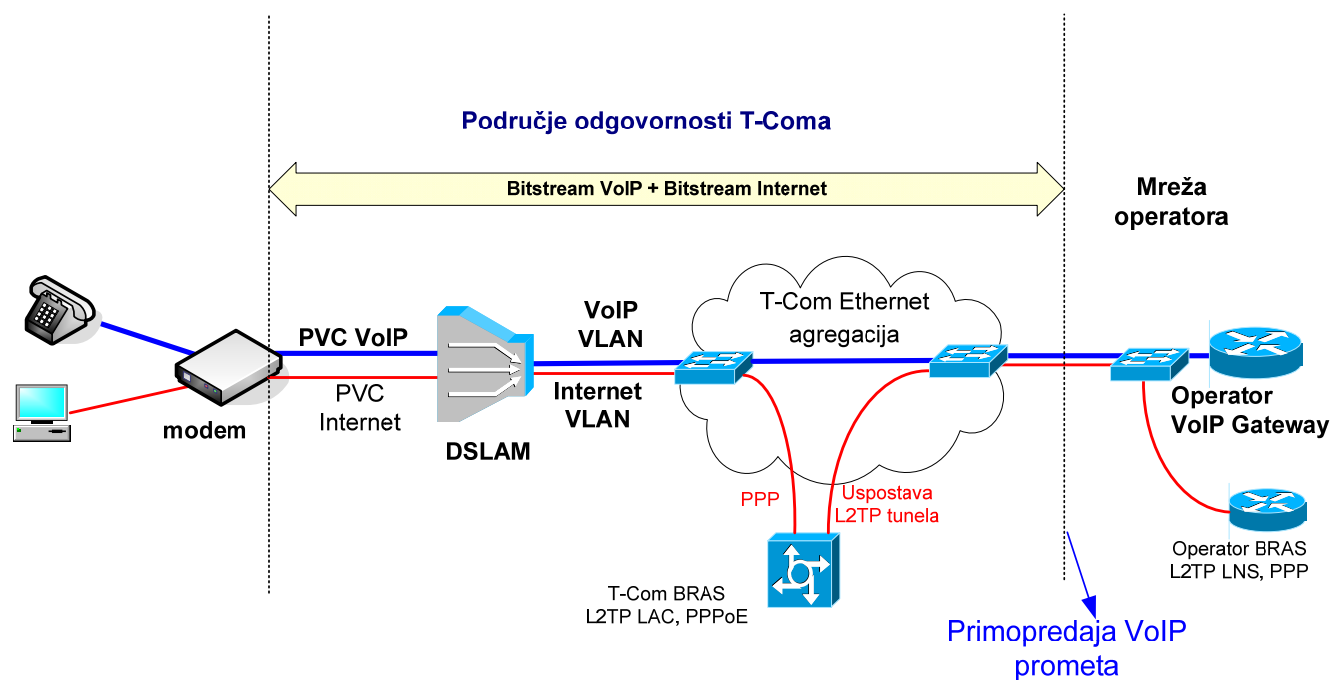 Područje odgovornosti T-Coma
Bitstream VoIP + Bitstream Internet
Mreža
operatora
T-Com Ethernet
agregacija
VoIP
VLAN
PVC VoIP
PVC
Internet
Internet
VLAN
modem
DSLAM
Operator
VoIP Gateway
PPP
Uspostava
L2TP tunela
T-Com BRAS
L2TP LAC, PPPoE
Operator BRAS
L2TP LNS, PPP
Primopredaja VoIP
prometa